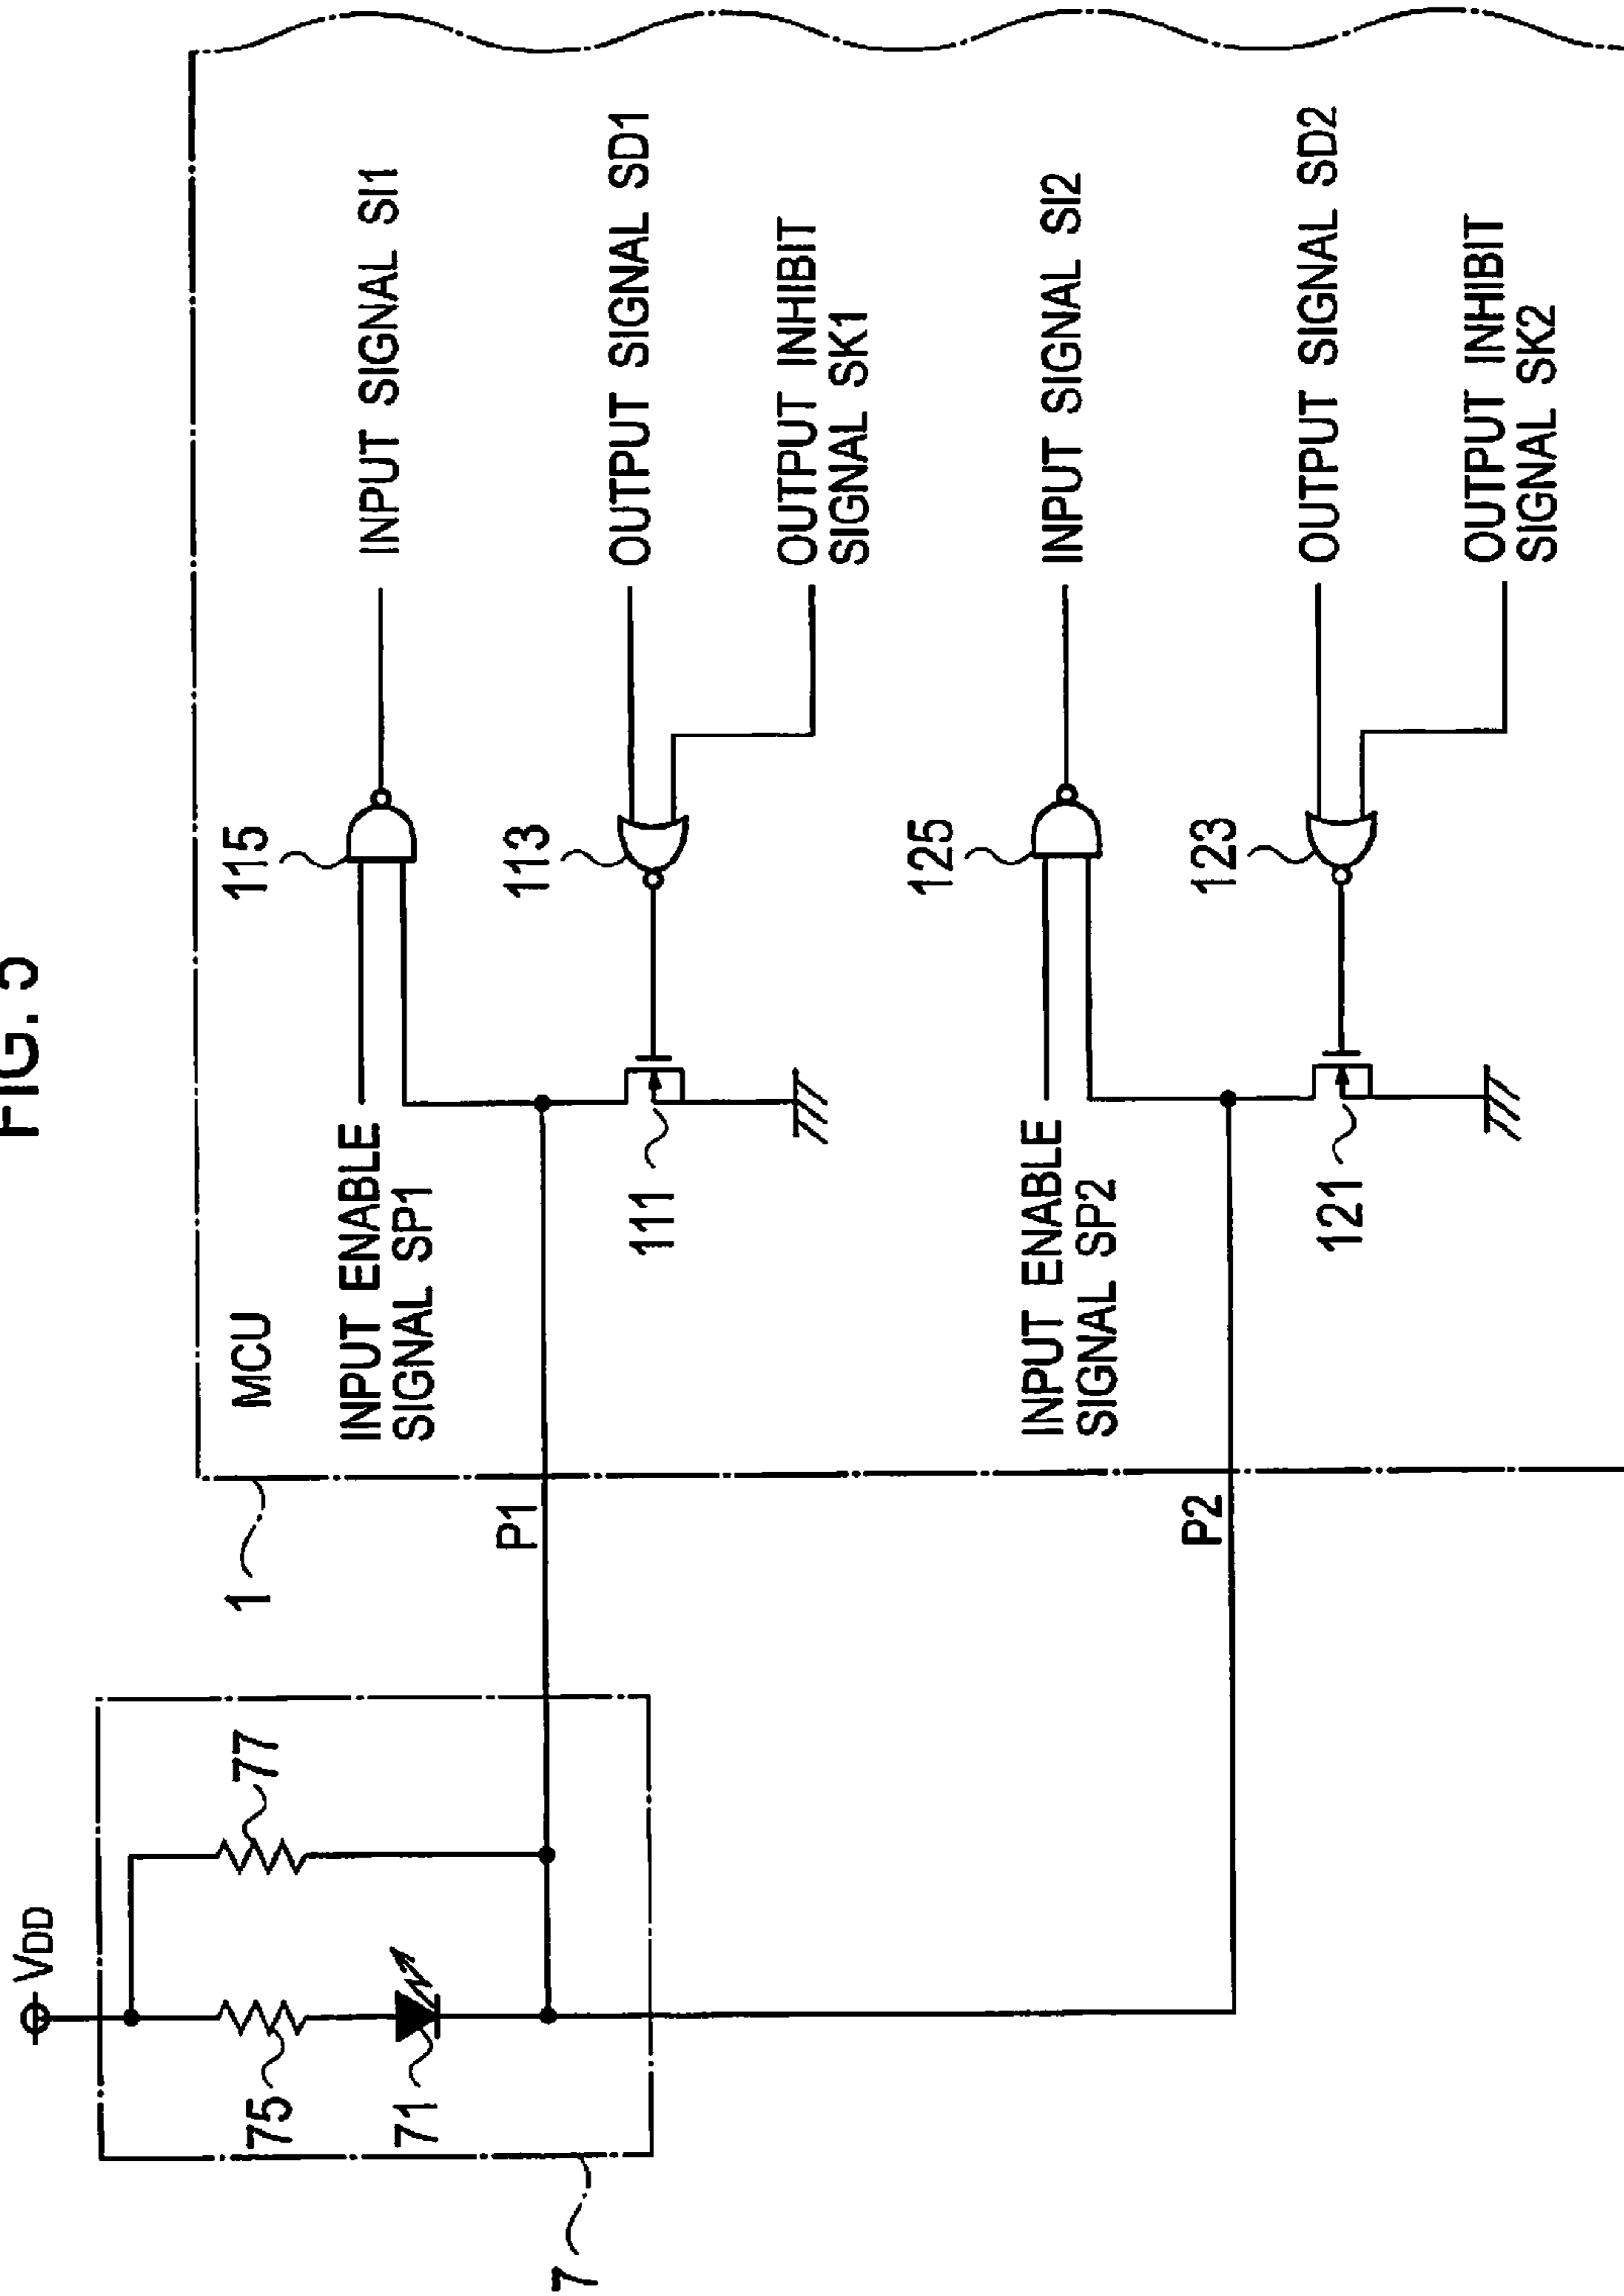 FIG. 5
VDD
75
77
71
7
1
MCU
P1
P2
INPUT ENABLE
SIGNAL SP1
115
INPUT SIGNAL SI1
113
OUTPUT SIGNAL SD1
111
OUTPUT INHIBIT
SIGNAL SK1
INPUT ENABLE
SIGNAL SP2
125
INPUT SIGNAL SI2
123
OUTPUT SIGNAL SD2
121
OUTPUT INHIBIT
SIGNAL SK2